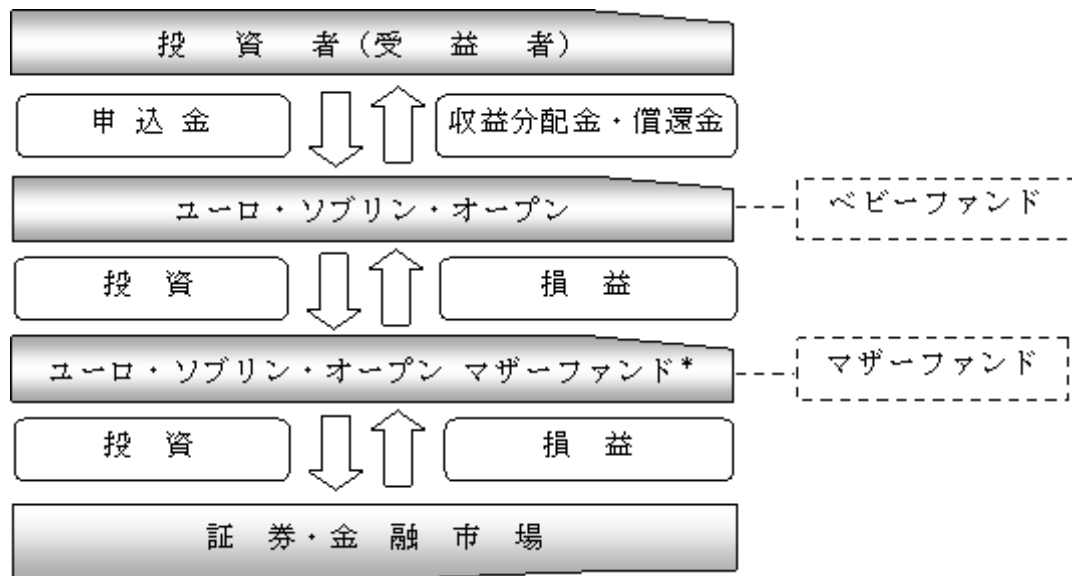 投資者(受益者)
申込金
収益分配金・償還金
ユーロ・ソブリン・オープン
ベビーファンド
投資
損益
ユーロ・ソブリン・オープン マザーファンド*
マザーファンド
投資
損益
証券・金融市場